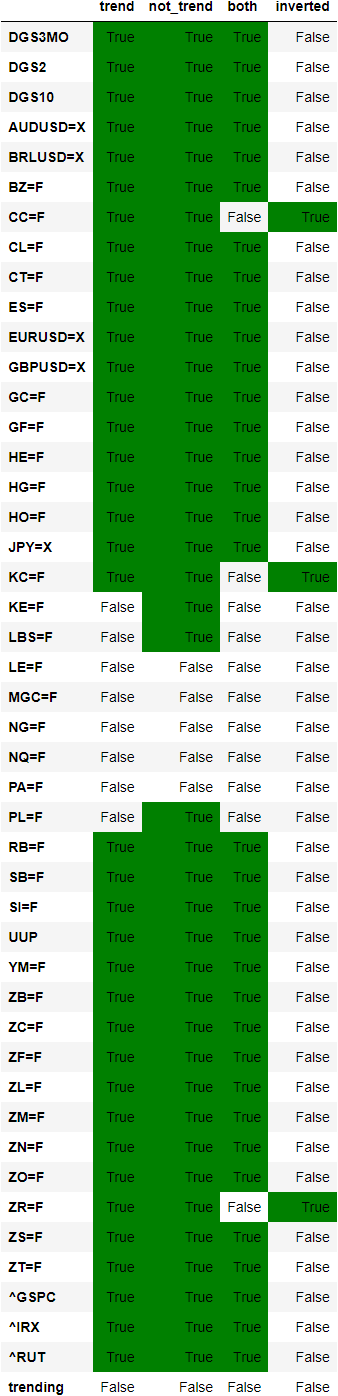 trend not_trend both inverted
DGS3MO True True True False
DGS2 True True True False
DGS10 True True True False
AUDUSD=X True True True False
BRLUSD=X True True True False
BZ=F True True True False
CC=F True True False True
CL=F True True True False
CT=F True True True False
ES=F True True True False
EURUSD=X True True True False
GBPUSD=X True True True False
GC=F True True True False
GF=F True True True False
HE=F True True True False
HG=F True True True False
HO=F True True True False
JPY=X True True True False
KC=F True True False True
KE=F False True False False
LBS=F False True False False
LE=F False False False False
MGC=F False False False False
NG=F False False False False
NQ=F False False False False
PA=F False False False False
PL=F False True False False
RB=F True True True False
SB=F True True True False
SI=F True True True False
UUP True True True False
YM=F True True True False
ZB=F True True True False
ZC=F True True True False
ZF=F True True True False
ZL=F True True True False
ZM=F True True True False
ZN=F True True True False
ZO=F True True True False
ZR=F True True False True
ZS=F True True True False
ZT=F True True True False
^GSPC True True True False
^IRX True True True False
^RUT True True True False
trending False False False False